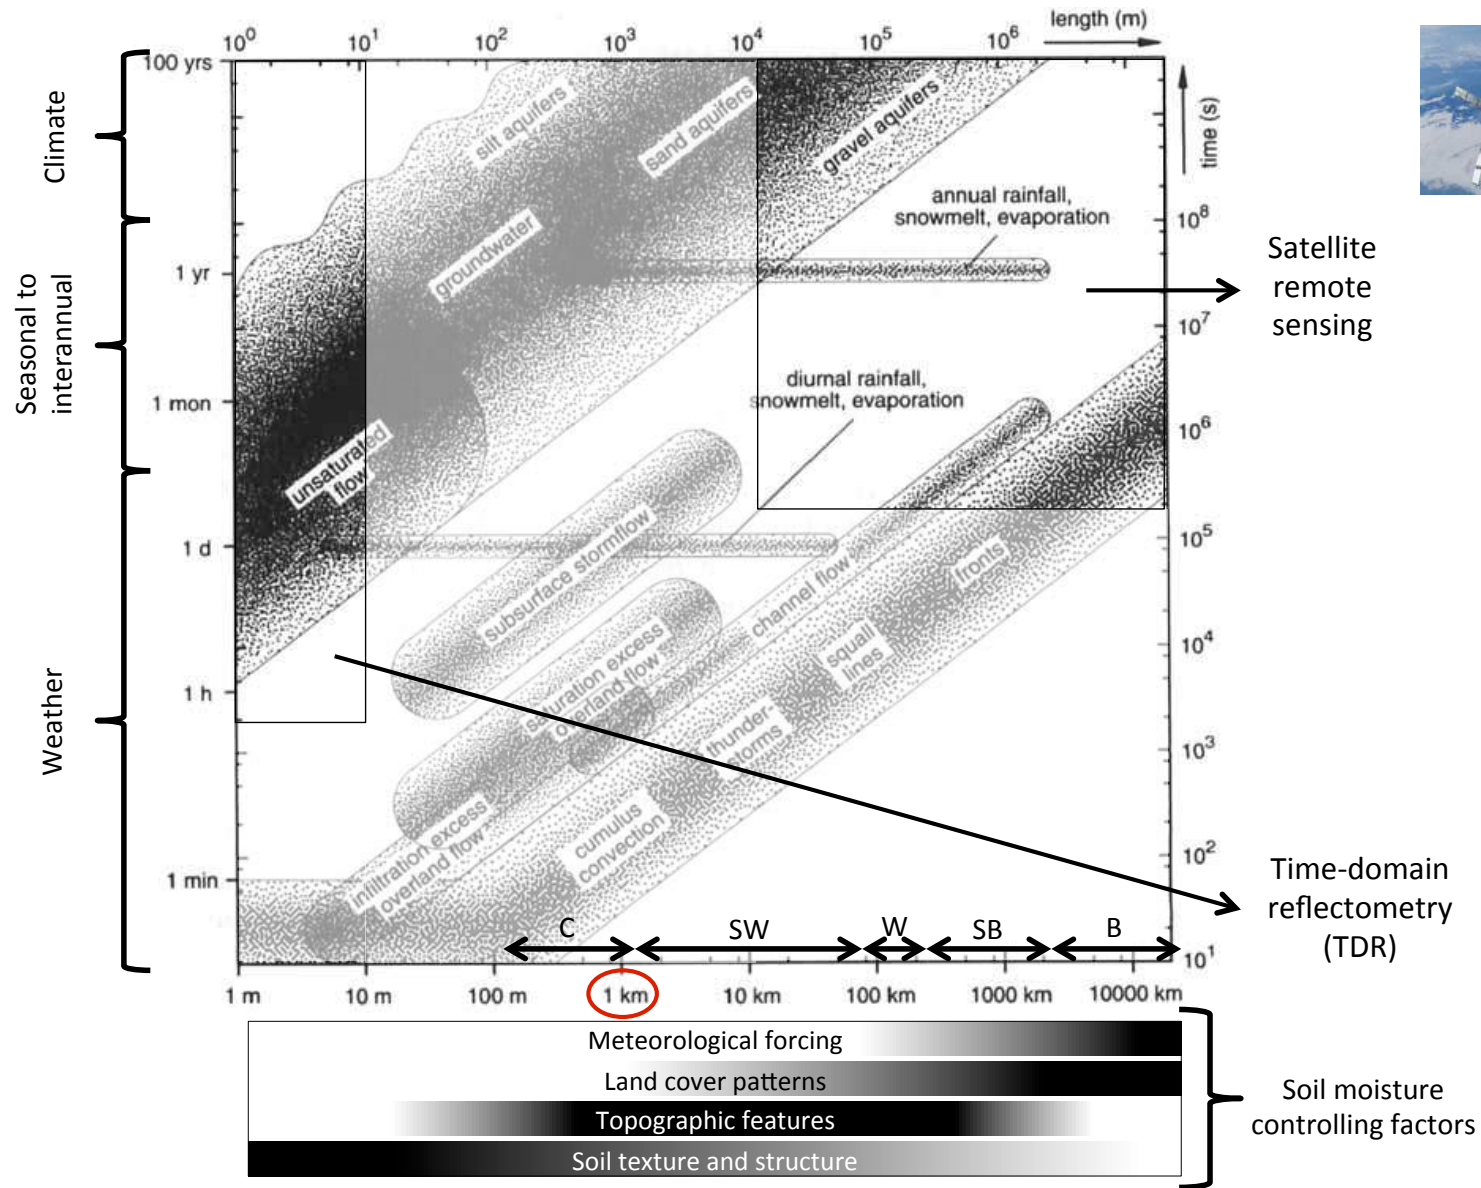 length (m)
10⁰ 10¹ 10² 10³ 10⁴ 10⁵ 10⁶
100 yrs
1 yr
1 mon
1 d
1 h
1 min
Climate
Seasonal to
interannual
Weather
silt aquifers
sand aquifers
gravel aquifers
groundwater
unsaturated
flow
annual rainfall,
snowmelt, evaporation
diurnal rainfall,
snowmelt, evaporation
subsurface stormflow
saturation excess
overland flow
infiltration excess
overland flow
channel flow
fronts
squall
lines
thunder
storms
cumulus
convection
time (s)
10⁸
10⁷
10⁶
10⁵
10⁴
10³
10²
10¹
Satellite
remote
sensing
Time-domain
reflectometry
(TDR)
C SW W SB B
1 m 10 m 100 m 1 km 10 km 100 km 1000 km 10000 km
Meteorological forcing
Land cover patterns
Topographic features
Soil texture and structure
Soil moisture
controlling factors